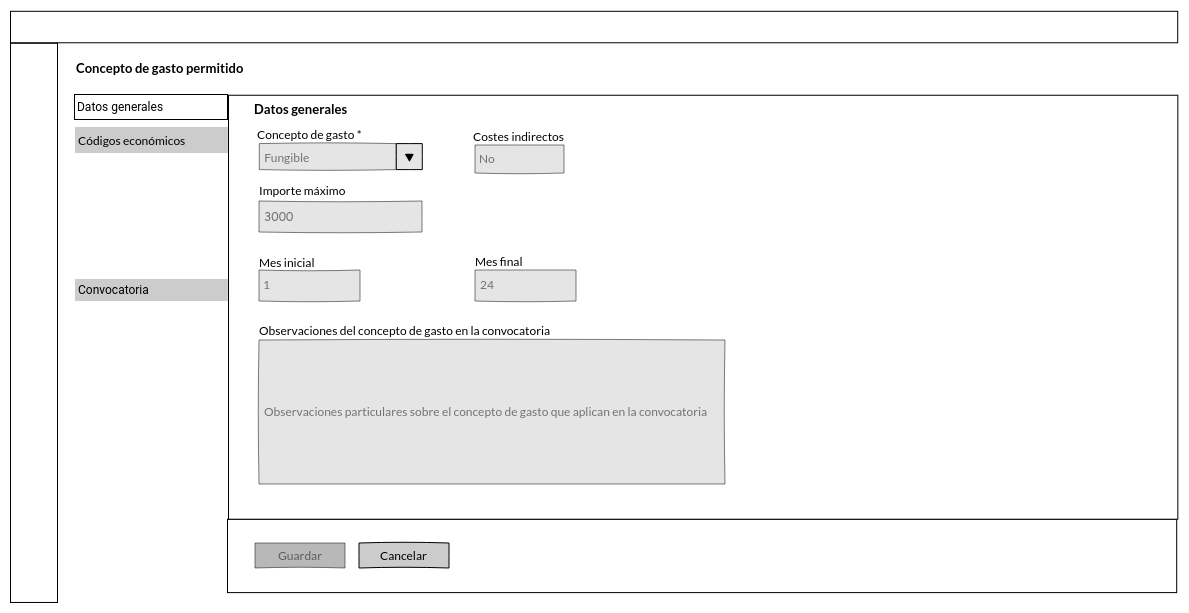 Concepto de gasto permitido
Datos generales
Códigos económicos
Convocatoria
Datos generales
Concepto de gasto *
Costes indirectos
Fungible
No
Importe máximo
3000
Mes inicial
Mes final
1
24
Observaciones del concepto de gasto en la convocatoria
Observaciones particulares sobre el concepto de gasto que aplican en la convocatoria
Guardar
Cancelar